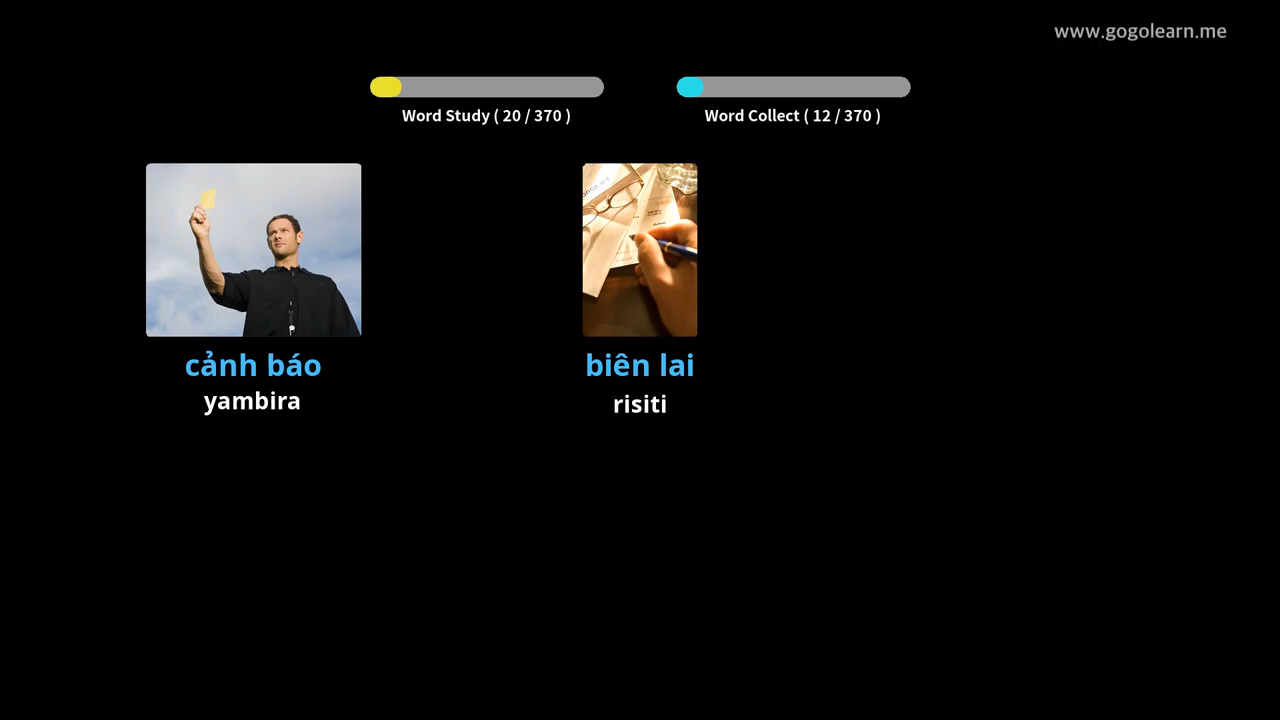 www.gogolearn.me
Word Study ( 20 / 370 )
Word Collect ( 12 / 370 )
cảnh báo
yambira
biên lai
risiti